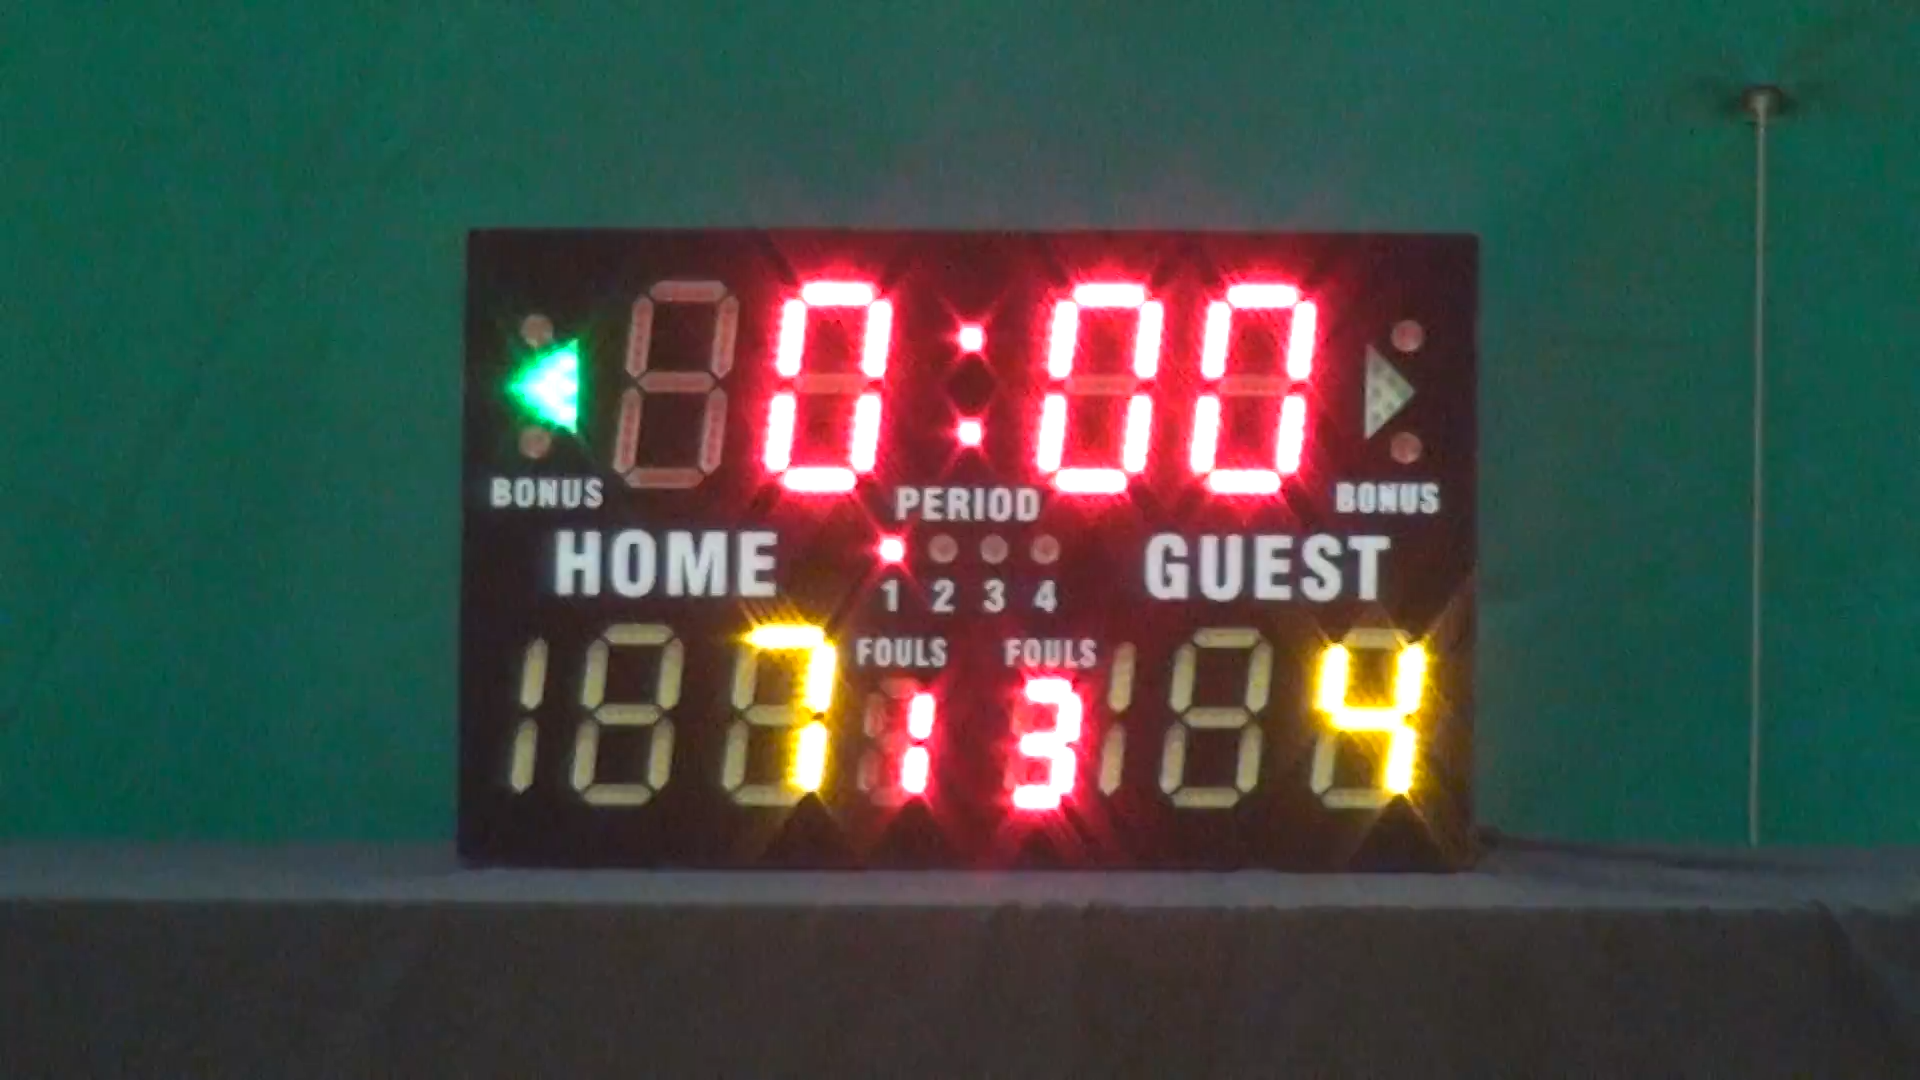 0:00
BONUS PERIOD BONUS
HOME GUEST
1 2 3 4
FOULS FOULS
7 1 3 4